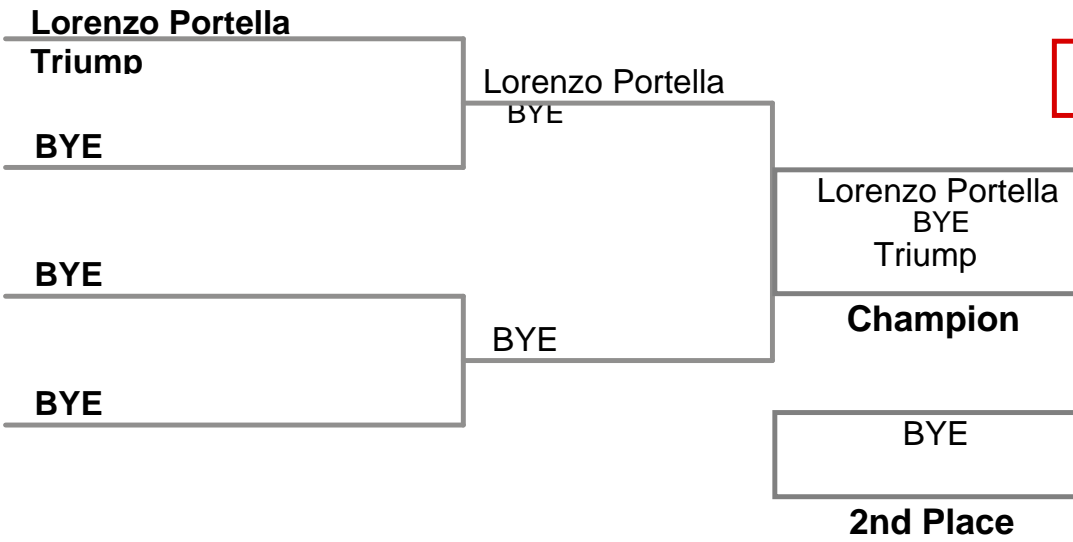 Lorenzo Portella
Triump
BYE
BYE
BYE
Lorenzo Portella
BYE
BYE
Lorenzo Portella
BYE
Triump
Champion
BYE
2nd Place